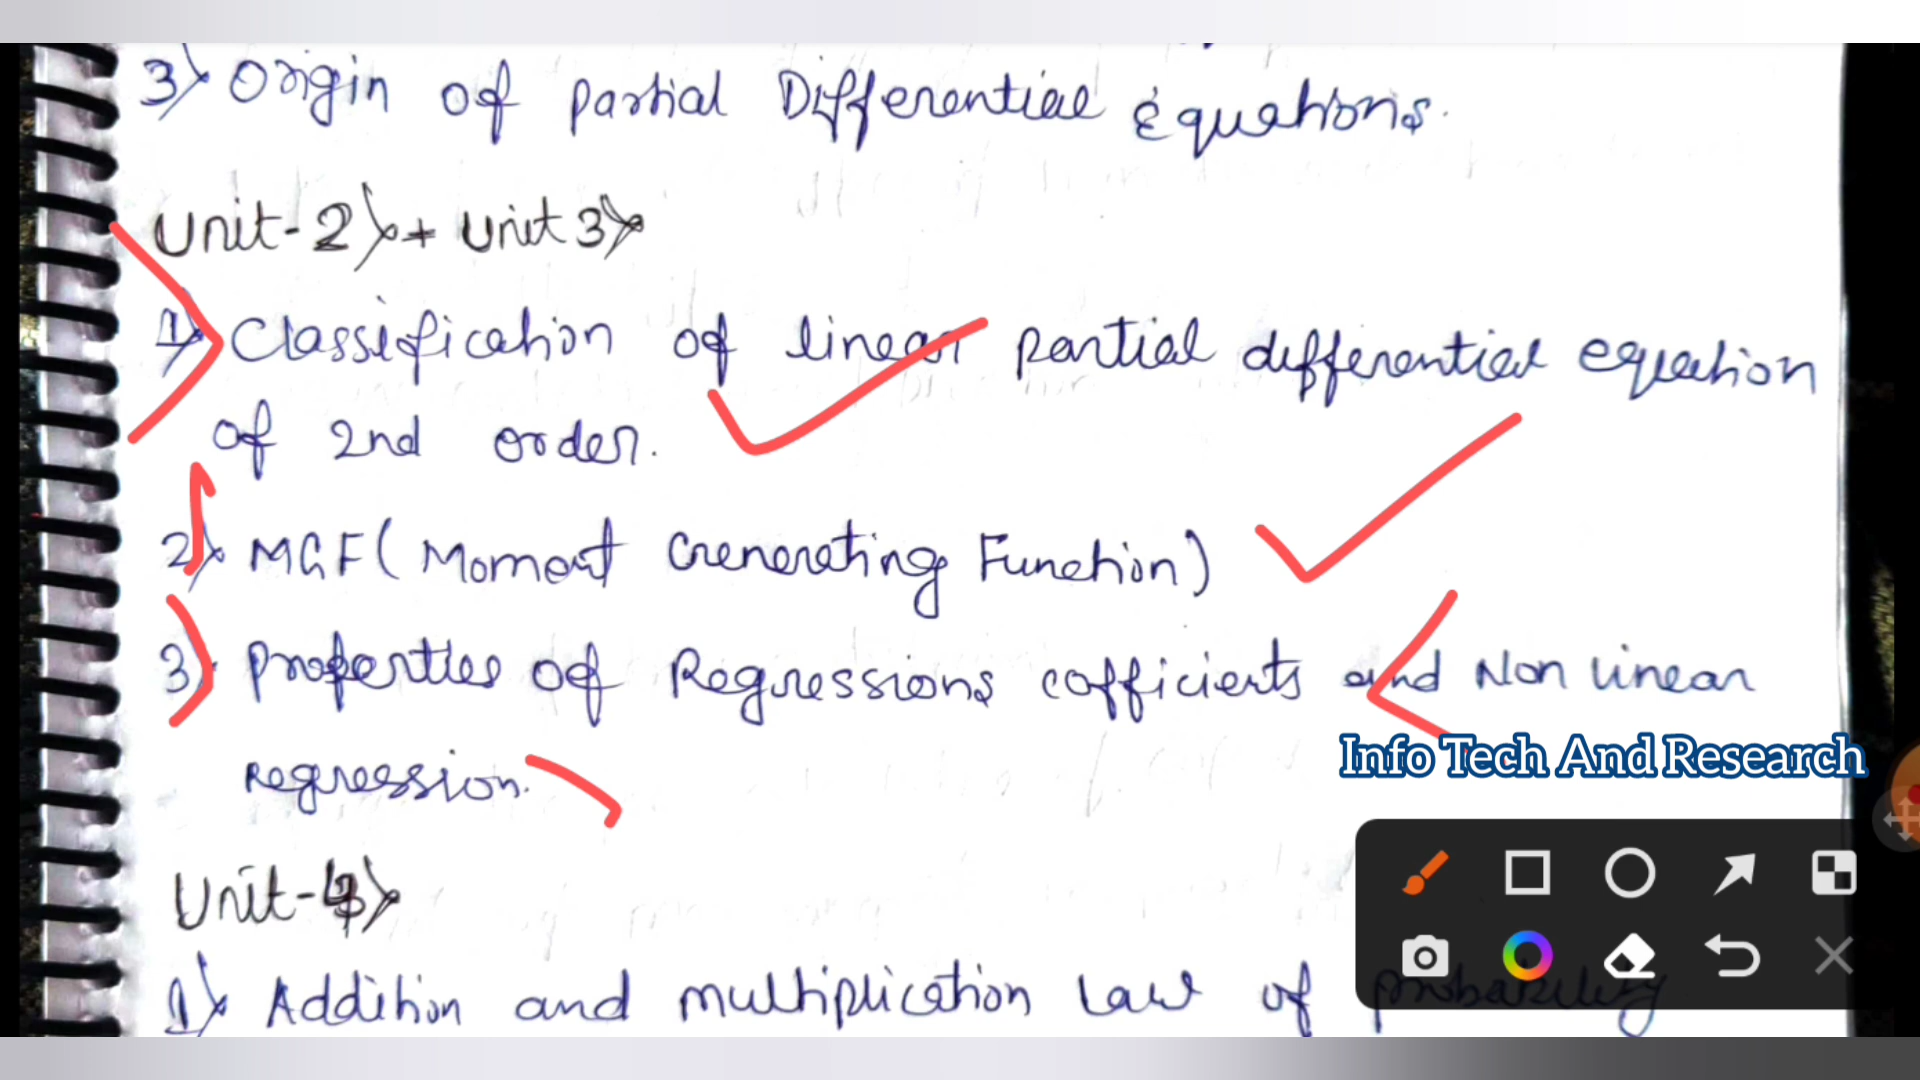 3) Origin of Partial Differential Equations.
Unit-2) + Unit 3)
1) Classification of linear partial differential equation
of 2nd order.
2) MGF (Moment Generating Function)
3) Properties of Regressions cofficients and Non linear
regression.
Info Tech And Research
Unit-4)
1) Addition and multiplication law of probability